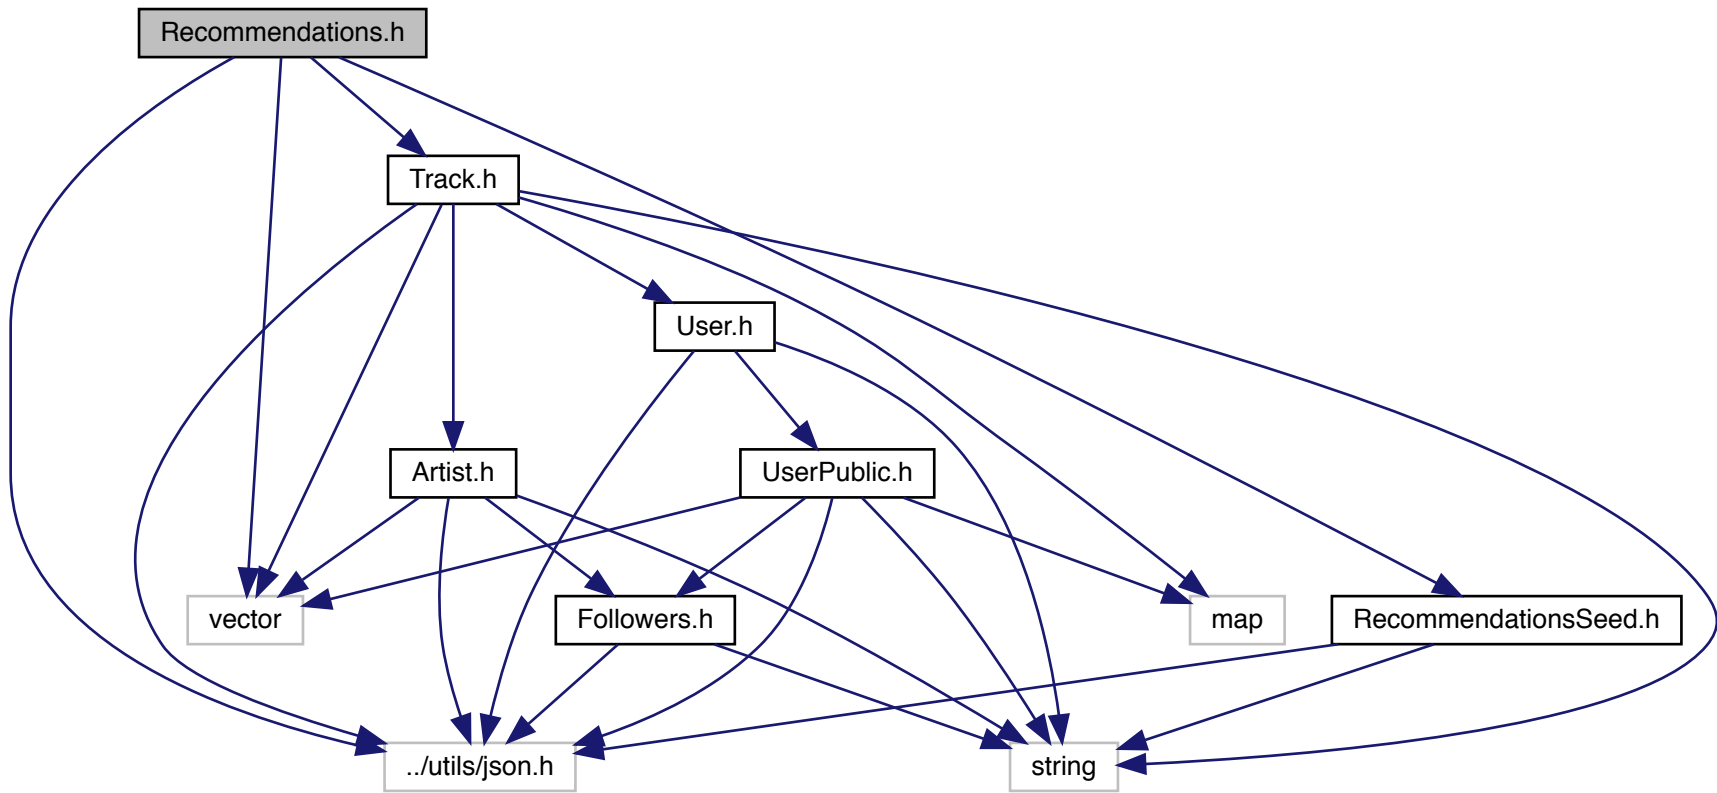 Recommendations.h
Track.h
User.h
Artist.h
UserPublic.h
vector
Followers.h
map
RecommendationsSeed.h
../utils/json.h
string